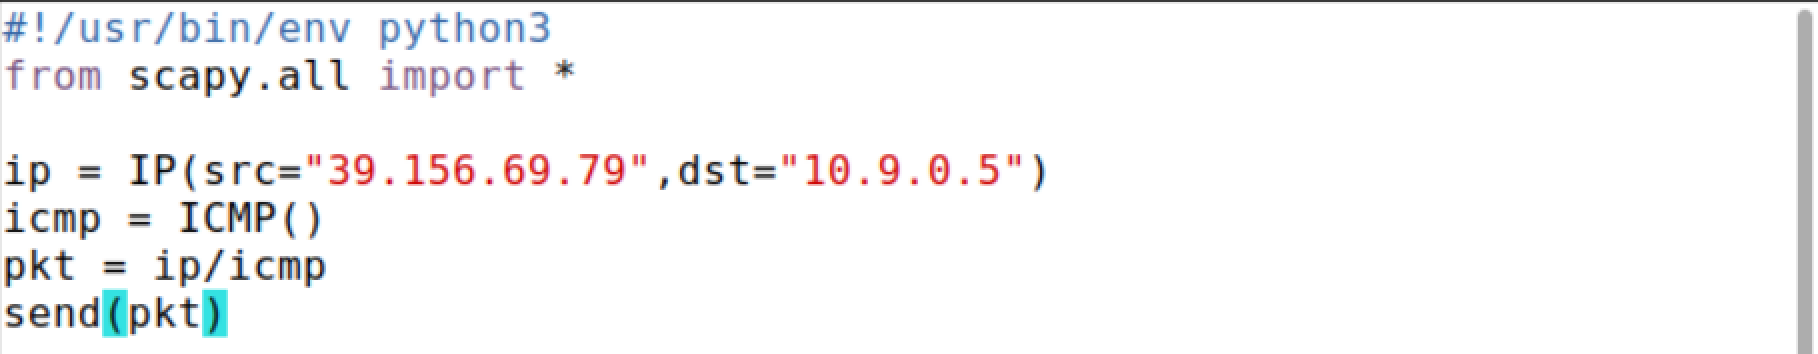 #!/usr/bin/env python3
from scapy.all import *
ip = IP(src="39.156.69.79",dst="10.9.0.5")
icmp = ICMP()
pkt = ip/icmp
send(pkt)